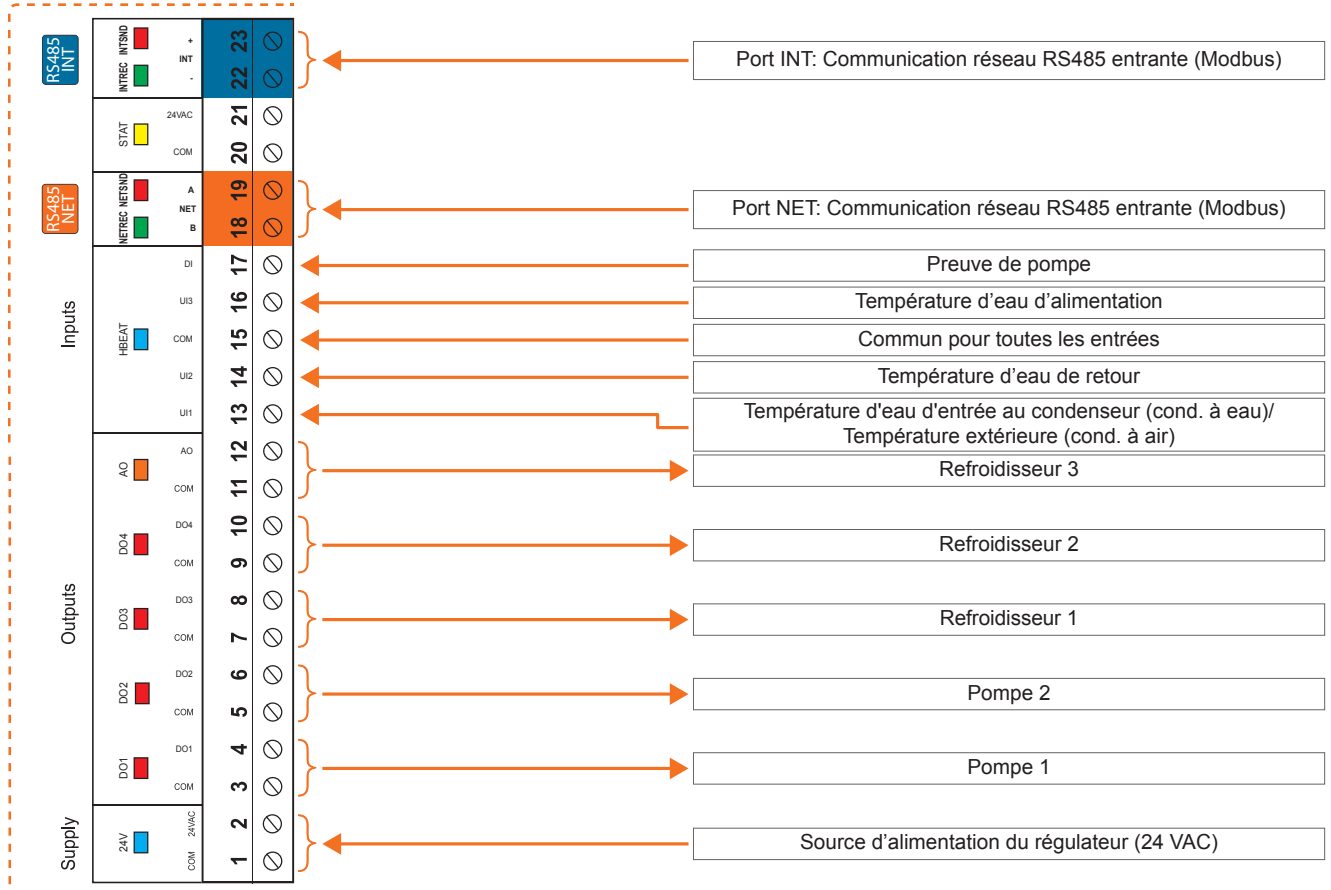 RS485
INT
INTREC INTSND
+
INT
-
23
22
Port INT: Communication réseau RS485 entrante (Modbus)
STAT
24VAC
COM
21
20
RS485
NET
NETREC NETSND
A
NET
B
19
18
Port NET: Communication réseau RS485 entrante (Modbus)
Inputs
HBEAT
DI
17
Preuve de pompe
UI3
16
Température d’eau d’alimentation
COM
15
Commun pour toutes les entrées
UI2
14
Température d’eau de retour
UI1
13
Température d'eau d'entrée au condenseur (cond. à eau)/
Température extérieure (cond. à air)
Outputs
AO
AO
COM
12
11
Refroidisseur 3
DO4
DO4
COM
10
9
Refroidisseur 2
DO3
DO3
COM
8
7
Refroidisseur 1
DO2
DO2
COM
6
5
Pompe 2
DO1
DO1
COM
4
3
Pompe 1
Supply
24V
COM 24VAC
2
1
Source d’alimentation du régulateur (24 VAC)